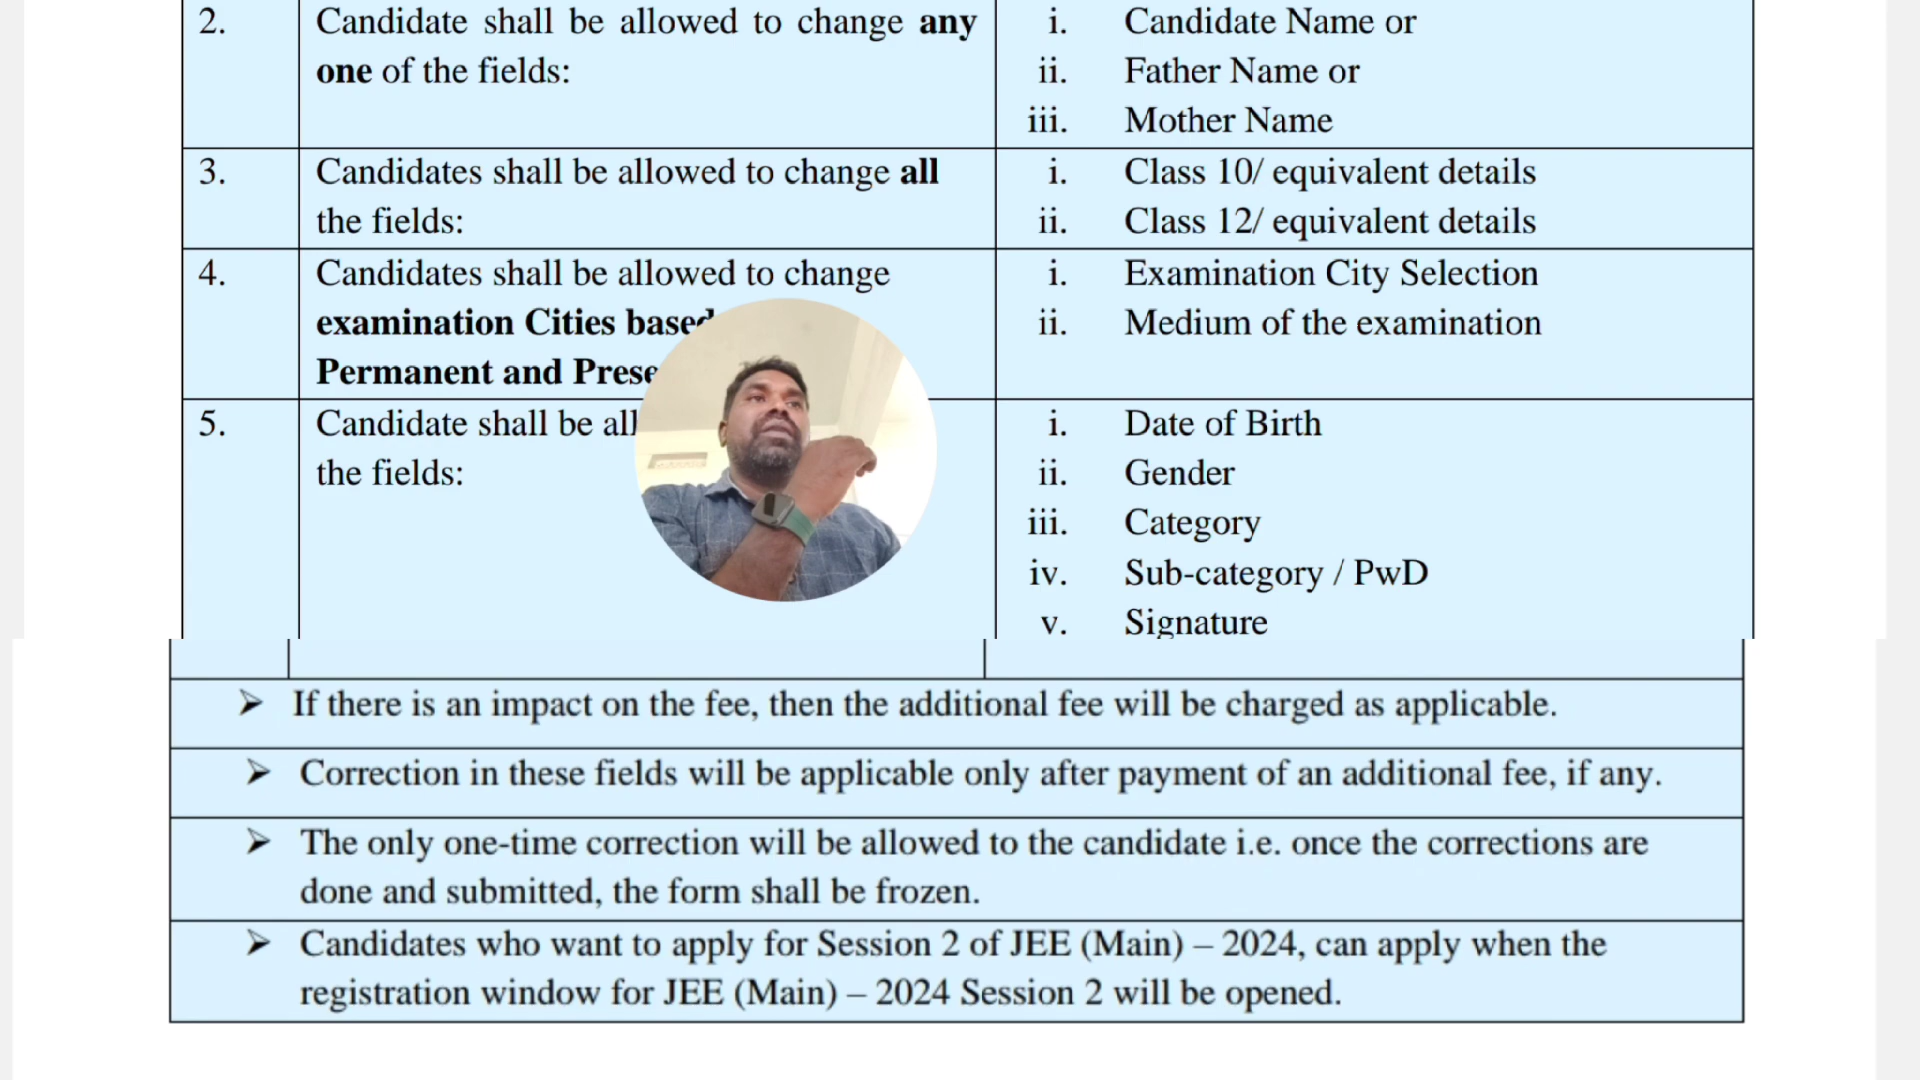 2. Candidate shall be allowed to change any i. Candidate Name or
one of the fields: ii. Father Name or
iii. Mother Name
3. Candidates shall be allowed to change all i. Class 10/ equivalent details
the fields: ii. Class 12/ equivalent details
4. Candidates shall be allowed to change i. Examination City Selection
examination Cities based ii. Medium of the examination
Permanent and
5. Candidate shall be i. Date of Birth
the fields: ii. Gender
iii. Category
iv. Sub-category / PwD
v. Signature
➢ If there is an impact on the fee, then the additional fee will be charged as applicable.
➢ Correction in these fields will be applicable only after payment of an additional fee, if any.
➢ The only one-time correction will be allowed to the candidate i.e. once the corrections are
done and submitted, the form shall be frozen.
➢ Candidates who want to apply for Session 2 of JEE (Main) – 2024, can apply when the
registration window for JEE (Main) – 2024 Session 2 will be opened.